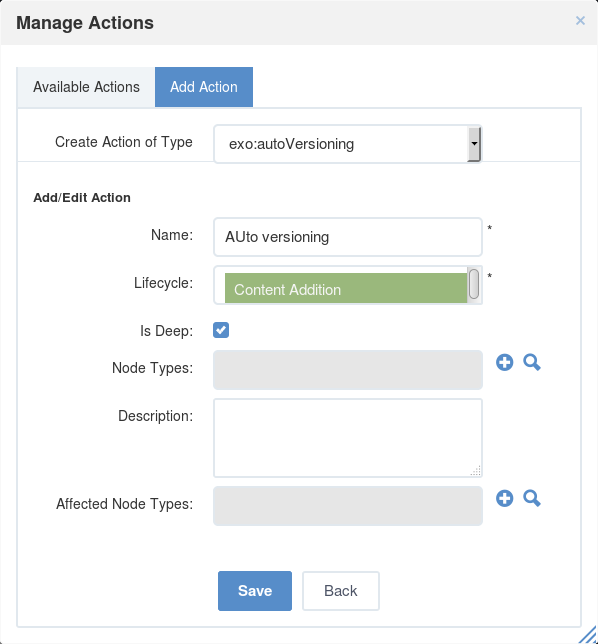 Manage Actions ×
Available Actions Add Action
Create Action of Type exo:autoVersioning
Add/Edit Action
Name: AUto versioning *
Lifecycle: Content Addition *
Is Deep:
Node Types:
Description:
Affected Node Types:
Save Back